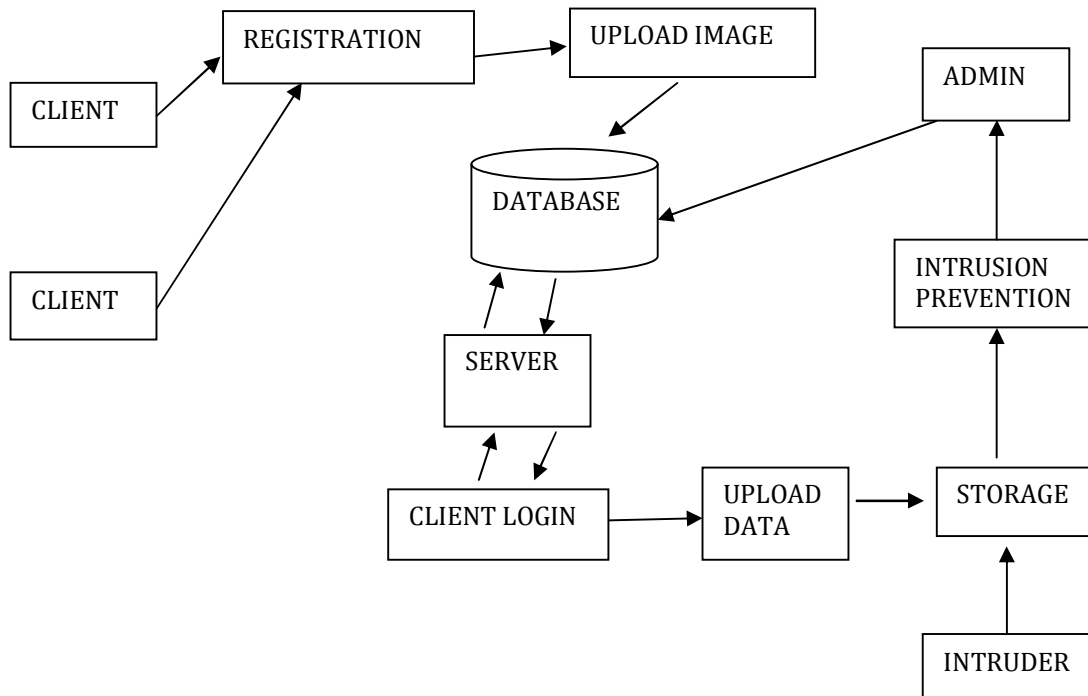 REGISTRATION
UPLOAD IMAGE
ADMIN
CLIENT
DATABASE
CLIENT
INTRUSION
PREVENTION
SERVER
CLIENT LOGIN
UPLOAD
DATA
STORAGE
INTRUDER